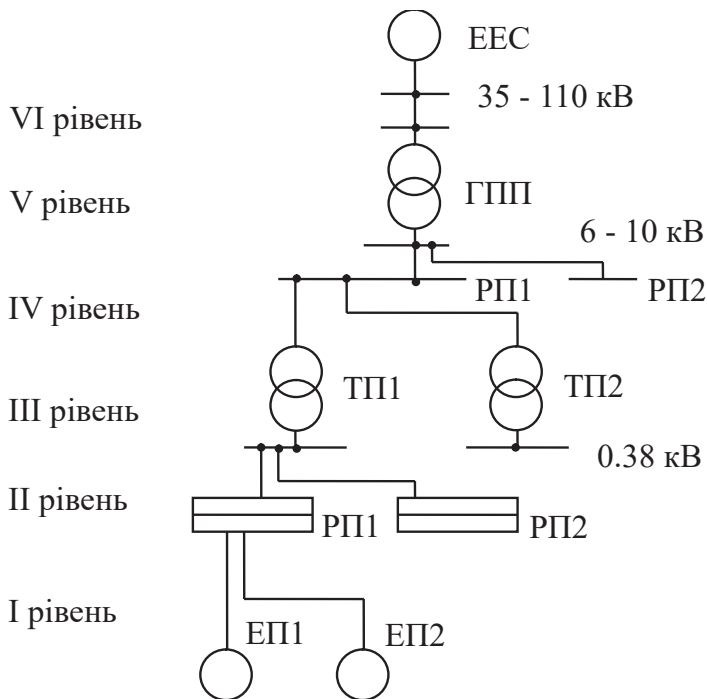 ЕЕС
35 - 110 кВ
VI рівень
V рівень
ГПП
6 - 10 кВ
РП1
РП2
IV рівень
ТП1
ТП2
III рівень
0.38 кВ
II рівень
РП1
РП2
I рівень
ЕП1
ЕП2